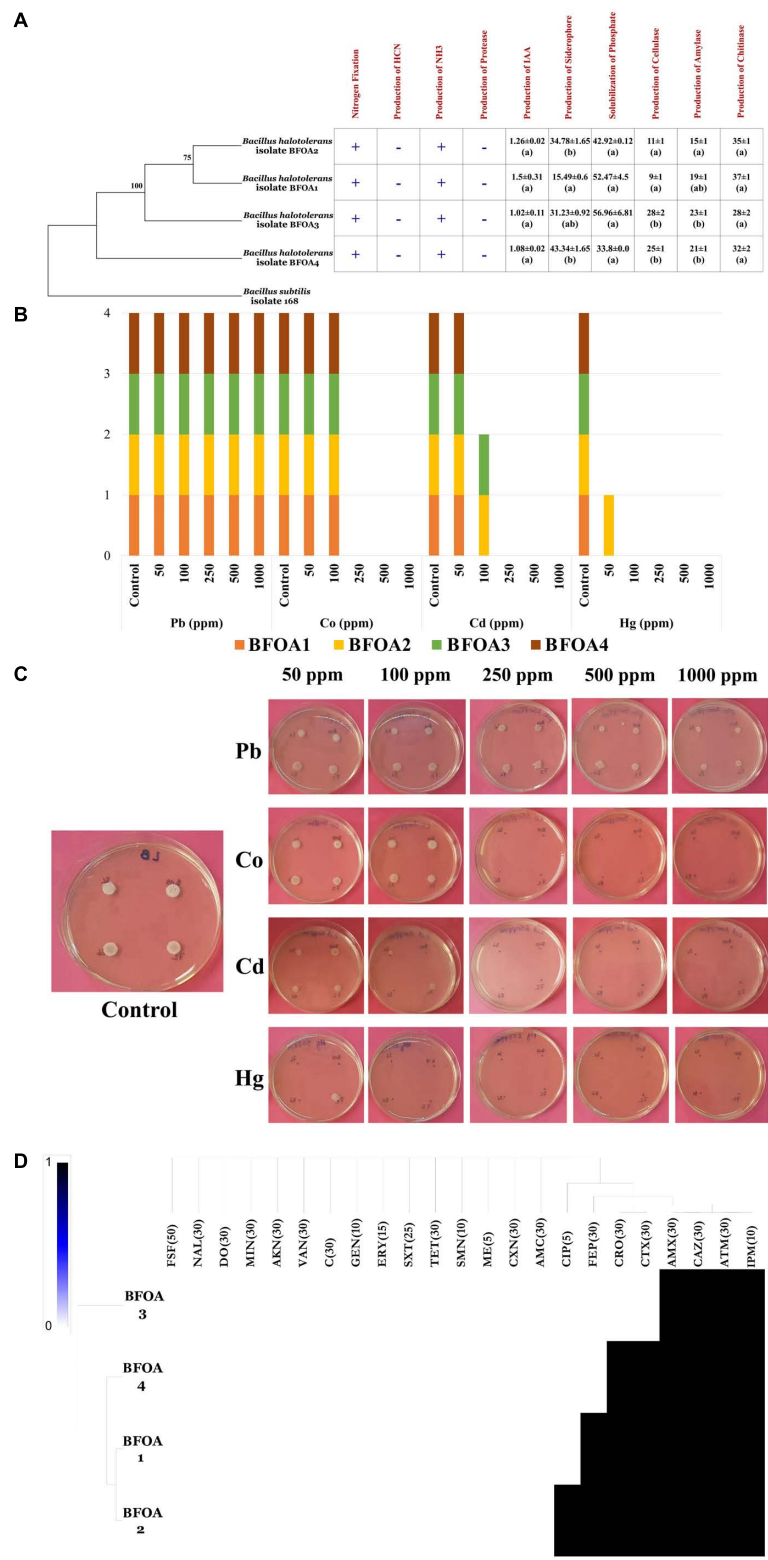 A
Nitrogen Fixation
Production of HCN
Production of NH3
Production of Protease
Production of IAA
Production of Siderophore
Solubilization of Phosphate
Production of Cellulase
Production of Amylase
Production of Chitinase
75
100
Bacillus halotolerans
isolate BFOA2
+ - + - 1.26±0.02 34.78±1.65 42.92±0.12 11±1 15±1 35±1
(a) (b) (a) (a) (a) (a)
Bacillus halotolerans
isolate BFOA1
+ - + - 1.5±0.31 15.49±0.6 52.47±4.5 9±1 19±1 37±1
(a) (a) (a) (a) (ab) (a)
Bacillus halotolerans
isolate BFOA3
+ - + - 1.02±0.11 31.23±0.92 56.96±6.81 28±2 23±1 28±2
(a) (ab) (a) (b) (b) (a)
Bacillus halotolerans
isolate BFOA4
+ - + - 1.08±0.02 43.34±1.65 33.8±0.0 25±1 21±1 32±2
(a) (b) (a) (b) (b) (a)
Bacillus subtilis
isolate 168
B
4
3
2
1
0
Control 50 100 250 500 1000 Control 50 100 250 500 1000 Control 50 100 250 500 1000 Control 50 100 250 500 1000
Pb (ppm) Co (ppm) Cd (ppm) Hg (ppm)
BFOA1 BFOA2 BFOA3 BFOA4
C
50 ppm 100 ppm 250 ppm 500 ppm 1000 ppm
Pb
Co
LB
Control
Cd
Hg
D
1
0
FSF(50) NAL(30) DO(30) MIN(30) AKN(30) VAN(30) C(30) GEN(10) ERY(15) SXT(25) TET(30) SMN(10) ME(5) CXN(30) AMC(30) CIP(5) FEP(30) CRO(30) CTX(30) AMX(30) CAZ(30) ATM(30) IPM(10)
BFOA
3
BFOA
4
BFOA
1
BFOA
2